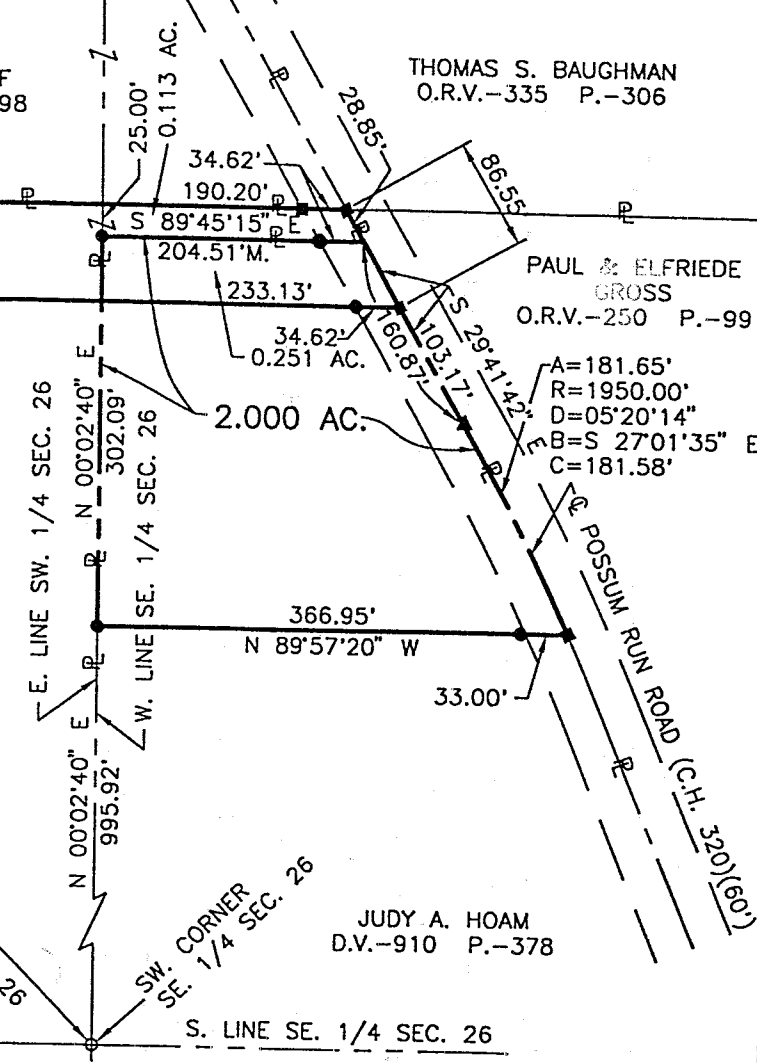 F
98
25.00'
0.113 AC.
THOMAS S. BAUGHMAN
O.R.V.-335 P.-306
28.85'
34.62'
190.20'
86.55
S 89°45'15" E
204.51'M.
PAUL & ELFRIEDE
GROSS
O.R.V.-250 P.-99
233.13'
34.62'
0.251 AC.
160.87'
103.17'
S 29°41'42" E
A=181.65'
R=1950.00'
D=05°20'14"
B=S 27°01'35" E
C=181.58'
2.000 AC.
N 00°02'40" E
302.09'
E. LINE SW. 1/4 SEC. 26
W. LINE SE. 1/4 SEC. 26
366.95'
N 89°57'20" W
33.00'
℄ POSSUM RUN ROAD (C.H. 320)(60')
N 00°02'40" E
995.92'
SW. CORNER
SE. 1/4 SEC. 26
JUDY A. HOAM
D.V.-910 P.-378
26
S. LINE SE. 1/4 SEC. 26